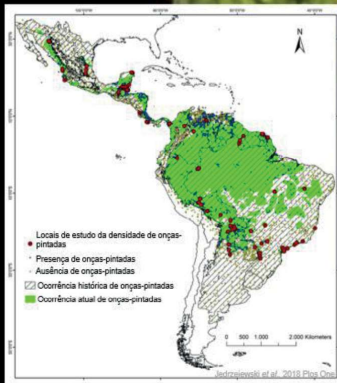 N
Locais de estudo da densidade de onças-
pintadas
Presença de onças-pintadas
Ausência de onças-pintadas
Ocorrência histórica de onças-pintadas
Ocorrência atual de onças-pintadas
0 500 1.000 2.000 Kilometers
Jedrzejewski et al. 2018 Plos One